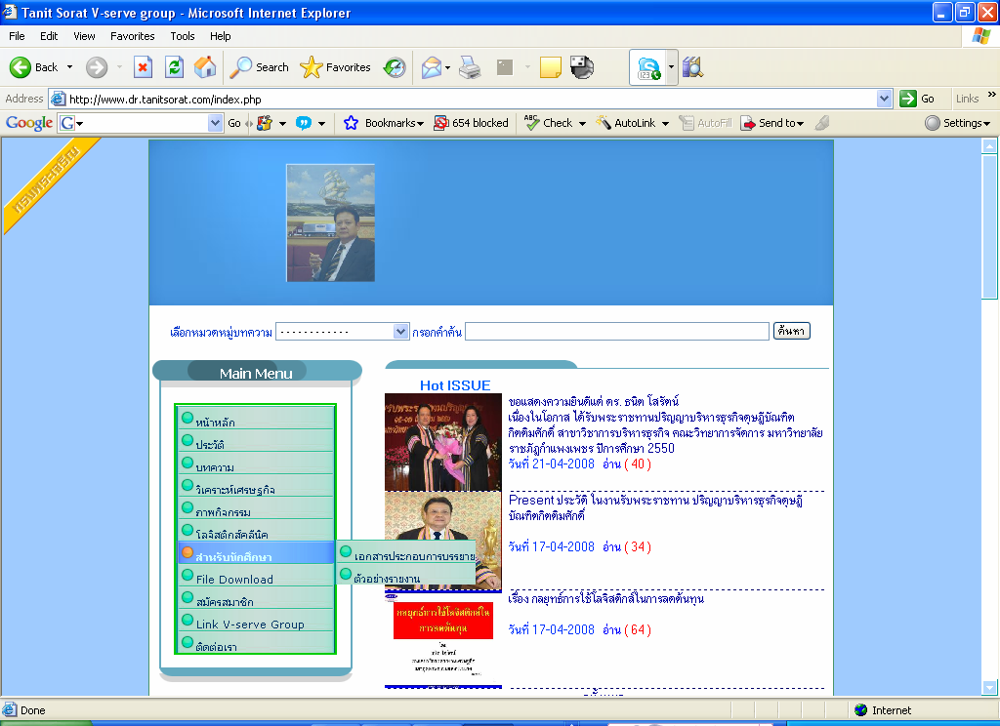 Tanit Sorat V-serve group - Microsoft Internet Explorer
File Edit View Favorites Tools Help
Back Search Favorites
Address http://www.dr.tanitsorat.com/index.php Go Links »
Google G Go Bookmarks 654 blocked ABC Check AutoLink AutoFill Send to Settings
ทรงพระเจริญ
เลือกหมวดหมู่บทความ - - - - - - - - - - - - กรอกคำค้น ค้นหา
Main Menu
หน้าหลัก
ประวัติ
บทความ
วิเคราะห์เศรษฐกิจ
ภาพกิจกรรม
โลจิสติกส์คลีนิค
สำหรับนักศึกษา
File Download
สมัครสมาชิก
Link V-serve Group
ติดต่อเรา
เอกสารประกอบการบรรยาย
ตัวอย่างรายงาน
Hot ISSUE
ขอแสดงความยินดีแด่ ดร. ธนิต โสรัตน์
เนื่องในโอกาส ได้รับพระราชทานปริญญาบริหารธุรกิจดุษฎีบัณฑิต
กิตติมศักดิ์ สาขาวิชาการบริหารธุรกิจ คณะวิทยาการจัดการ มหาวิทยาลัย
ราชภัฏกำแพงเพชร ปีการศึกษา 2550
วันที่ 21-04-2008 อ่าน ( 40 )
Present ประวัติ ในงานรับพระราชทาน ปริญญาบริหารธุรกิจดุษฎี
บัณฑิตกิตติมศักดิ์
วันที่ 17-04-2008 อ่าน ( 34 )
กลยุทธ์การใช้โลจิสติกส์ใน
การลดต้นทุน
โดย
เรื่อง กลยุทธ์การใช้โลจิสติกส์ในการลดต้นทุน
วันที่ 17-04-2008 อ่าน ( 64 )
Done Internet